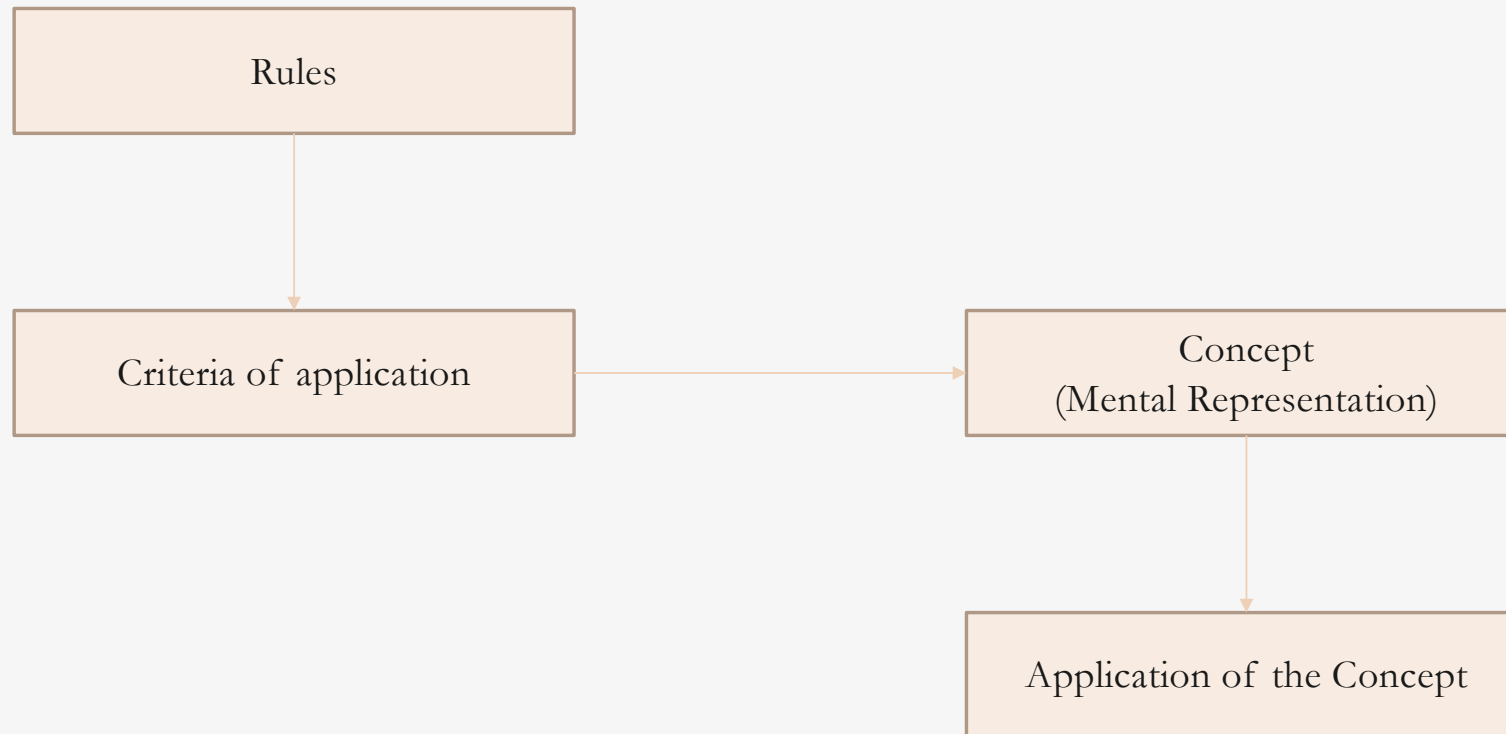 Rules
Criteria of application
Concept
(Mental Representation)
Application of the Concept